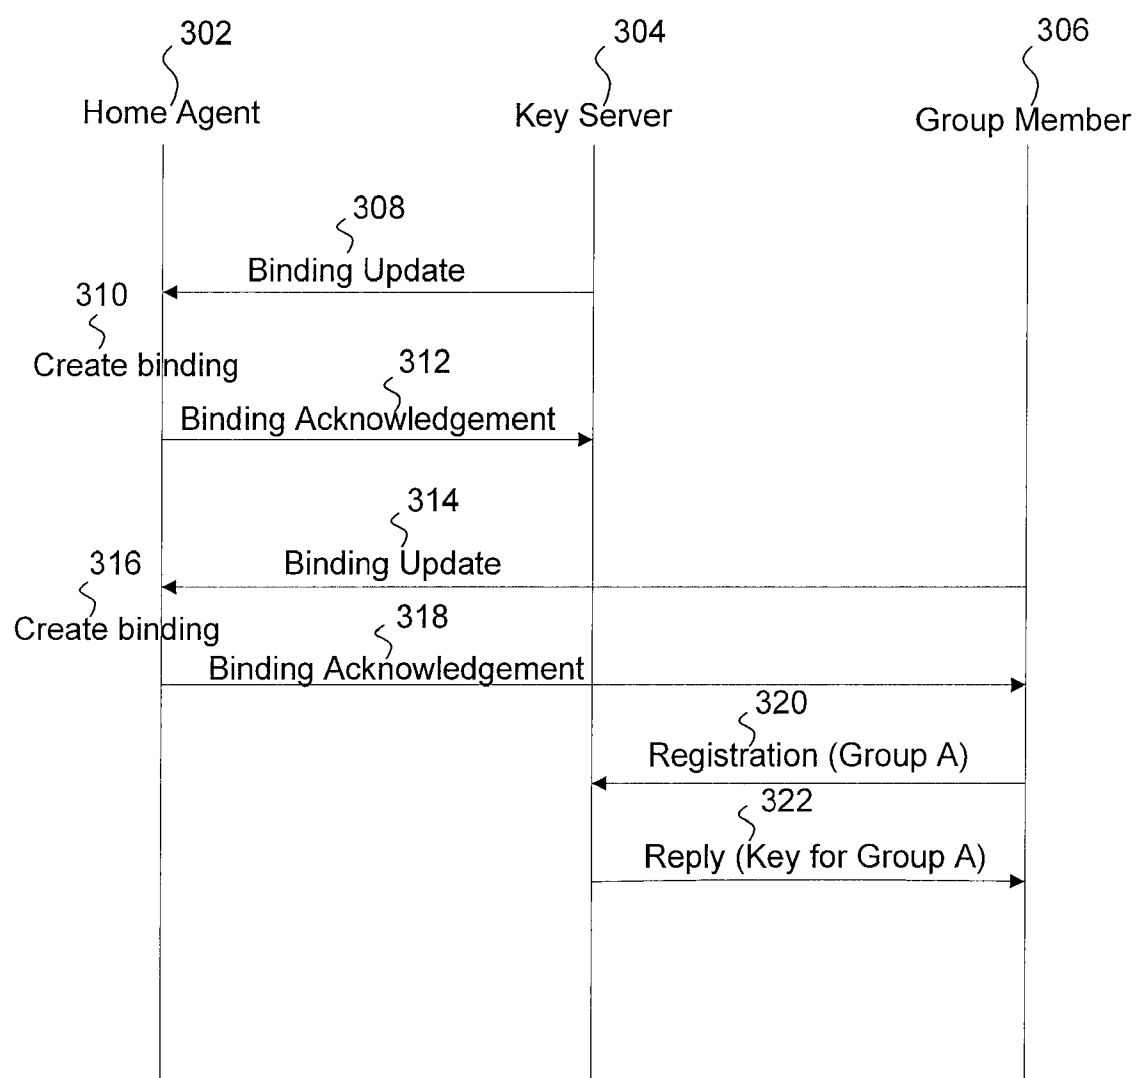 302
304
306
Home Agent
Key Server
Group Member
308
Binding Update
310
Create binding
312
Binding Acknowledgement
314
Binding Update
316
Create binding
318
Binding Acknowledgement
320
Registration (Group A)
322
Reply (Key for Group A)